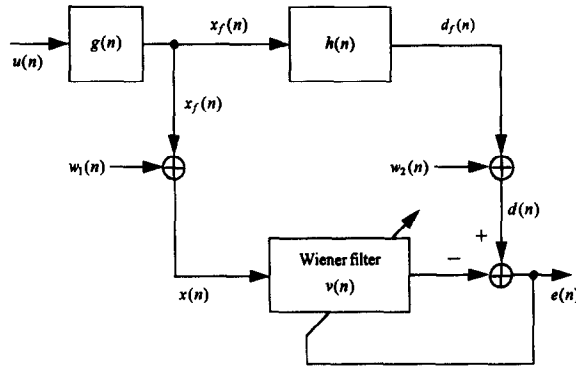 x_f(n)
d_f(n)
g(n)
h(n)
u(n)
x_f(n)
w_1(n)
w_2(n)
d(n)
+
Wiener filter
−
v(n)
x(n)
e(n)